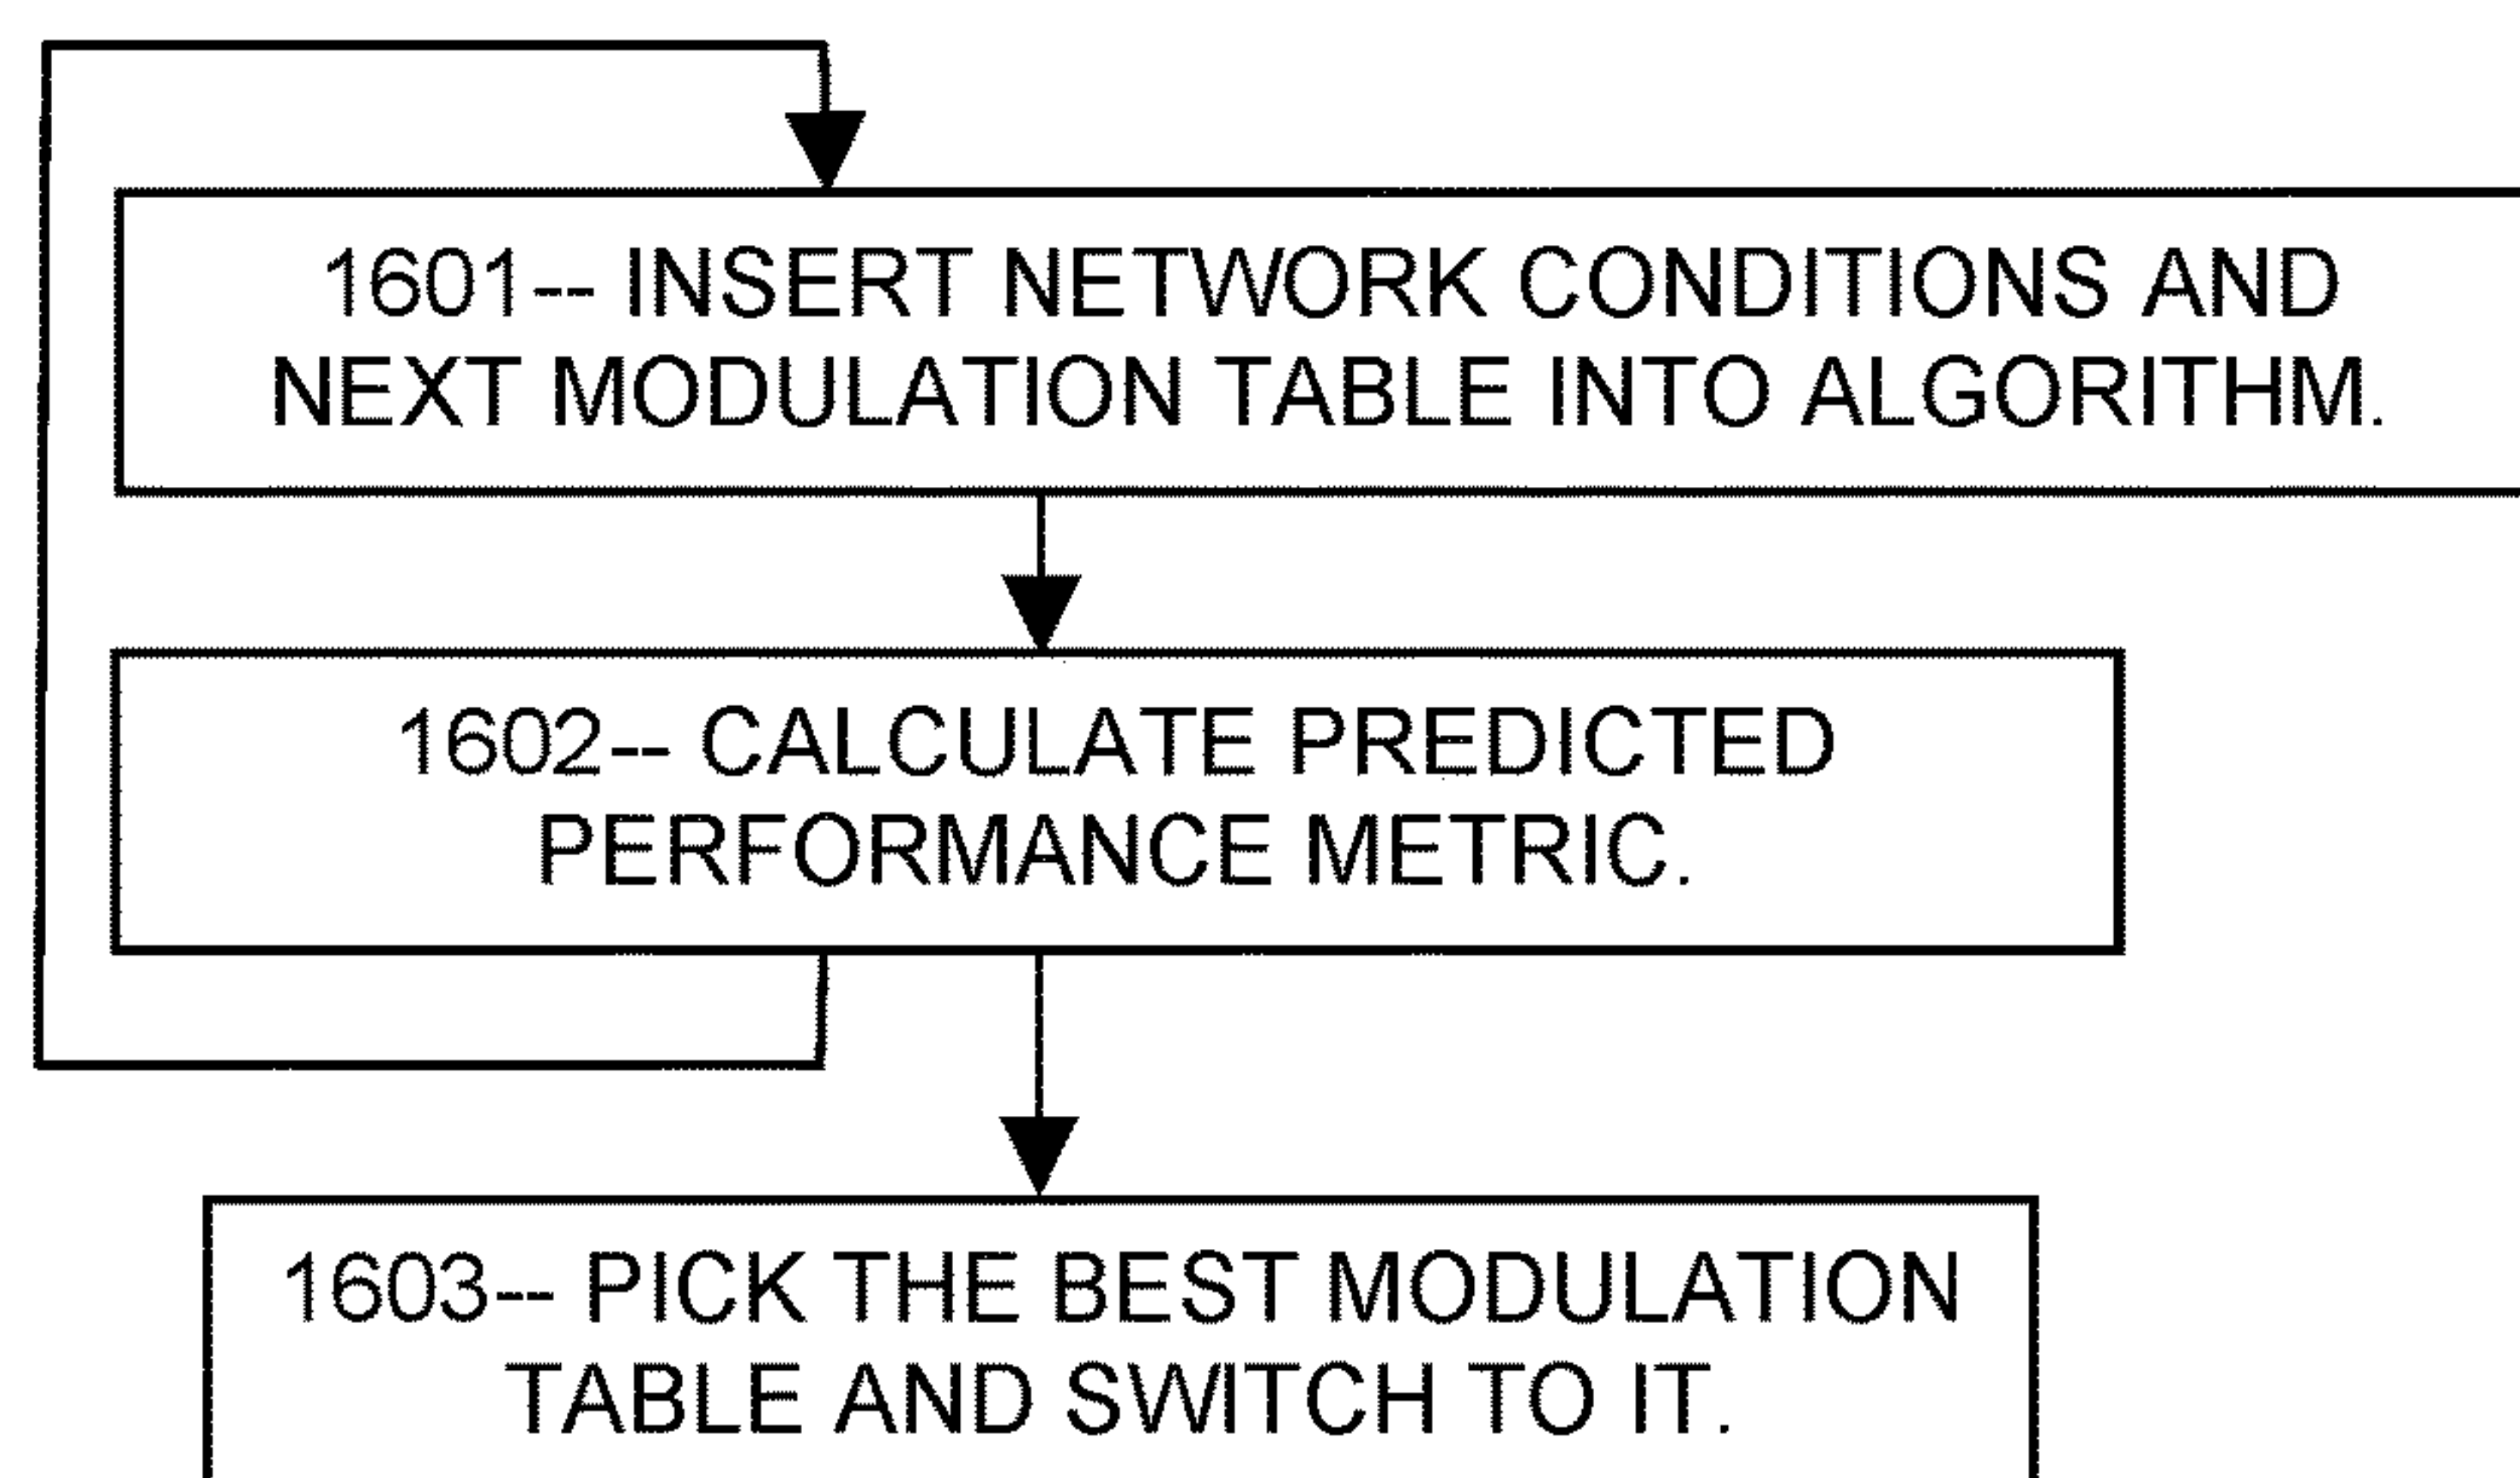 1601-- INSERT NETWORK CONDITIONS AND
NEXT MODULATION TABLE INTO ALGORITHM.
1602-- CALCULATE PREDICTED
PERFORMANCE METRIC.
1603-- PICK THE BEST MODULATION
TABLE AND SWITCH TO IT.